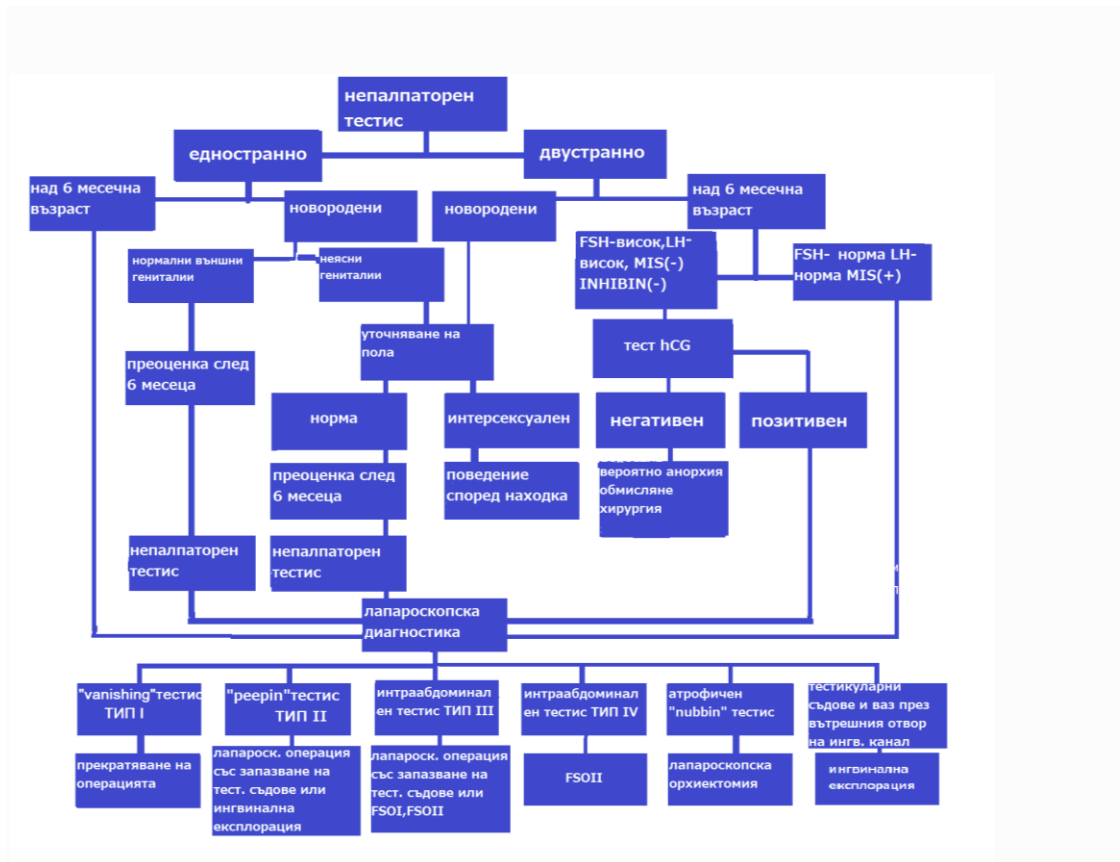 непалпаторен
тестис
едностранно
двустранно
над 6 месечна
възраст
новородени
новородени
над 6 месечна
възраст
нормални външни
гениталии
неясни
гениталии
FSH-висок,LH-
висок, MIS(-)
INHIBIN(-)
FSH- норма LH-
норма MIS(+)
уточняване на
пола
тест hCG
преоценка след
6 месеца
норма
интерсексуален
негативен
позитивен
преоценка след
6 месеца
поведение
според находка
вероятно анорхия
обмисляне
хирургия
непалпаторен
тестис
непалпаторен
тестис
лапароскопска
диагностика
"vanishing"тестис
ТИП I
"peepin"тестис
ТИП II
интраабдоминал
ен тестис ТИП III
интраабдоминал
ен тестис ТИП IV
атрофичен
"nubbin" тестис
тестикуларни
съдове и ваз през
вътрешния отвор
на ингв. канал
прекратяване на
операцията
лапароск. операция
със запазване на
тест. съдове или
ингвинална
експлорация
лапароск. операция
със запазване на
тест. съдове или
FSOI,FSOII
FSOII
лапароскопска
орхиектомия
ингвинална
експлорация